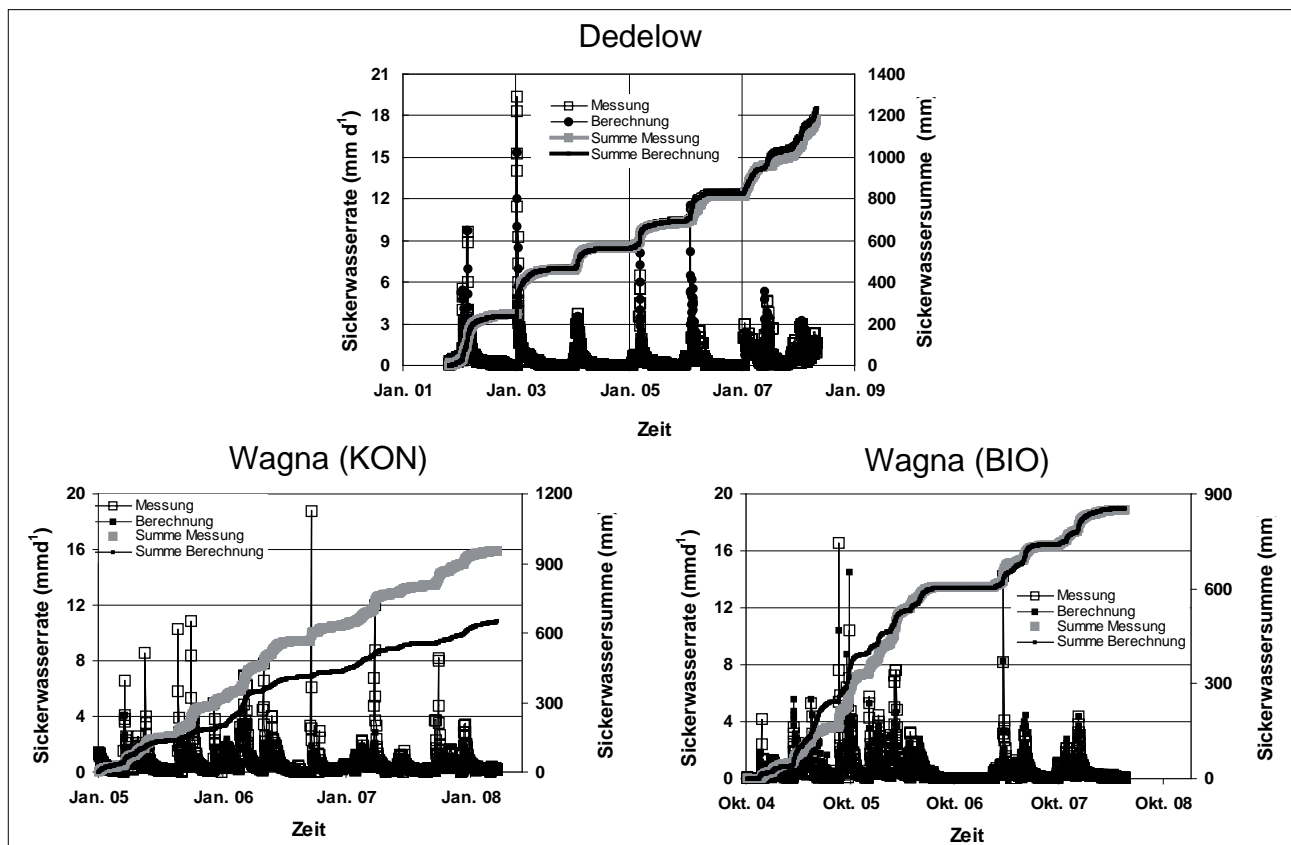 Dedelow
Sickerwasserrate (mm d¹)
21
18
15
12
9
6
3
0
Messung
Berechnung
Summe Messung
Summe Berechnung
1400
1200
1000
800
600
400
200
0
Sickerwassersumme (mm)
Jan. 01 Jan. 03 Jan. 05 Jan. 07 Jan. 09
Zeit
Wagna (KON)
Sickerwasserrate (mmd¹)
20
16
12
8
4
0
Messung
Berechnung
Summe Messung
Summe Berechnung
1200
900
600
300
0
Sickerwassersumme (mm)
Jan. 05 Jan. 06 Jan. 07 Jan. 08
Zeit
Wagna (BIO)
Sickerwasserrate (mmd¹)
20
16
12
8
4
0
Messung
Berechnung
Summe Messung
Summe Berechnung
900
600
300
0
Sickerwassersumme (mm)
Okt. 04 Okt. 05 Okt. 06 Okt. 07 Okt. 08
Zeit